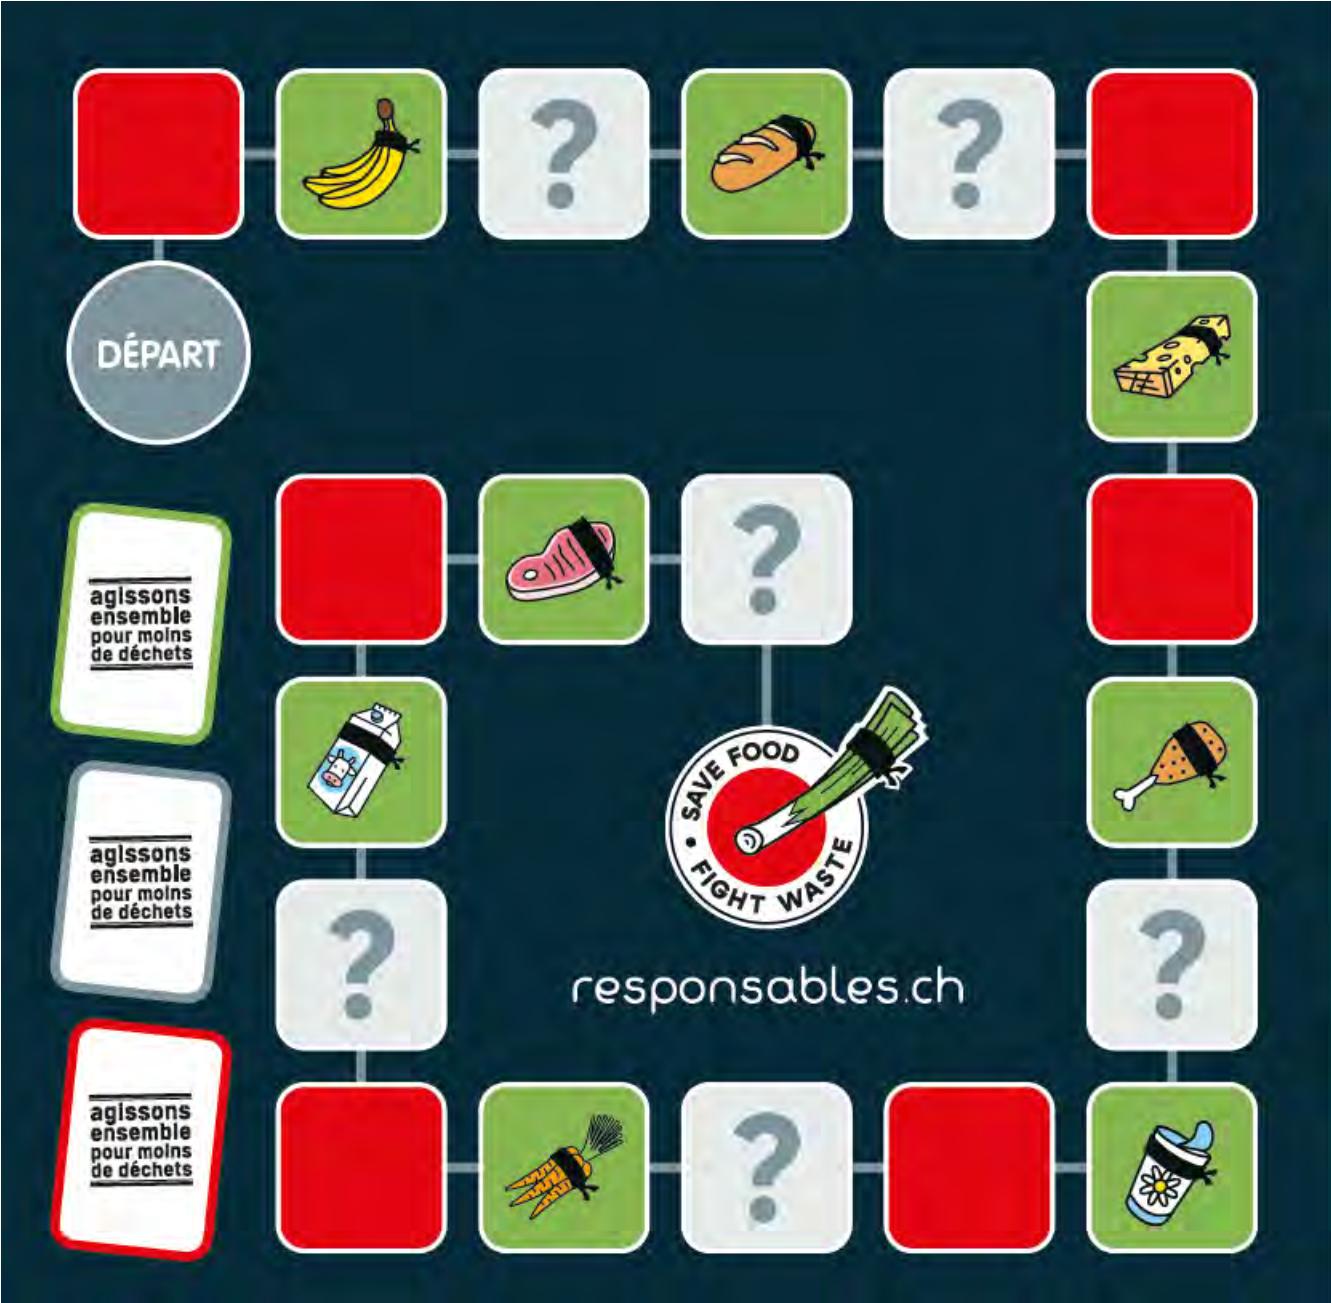 ?
?
DÉPART
?
agissons
ensemble
pour moins
de déchets
SAVE FOOD
• FIGHT WASTE
agissons
ensemble
pour moins
de déchets
?
?
responsables.ch
agissons
ensemble
pour moins
de déchets
?